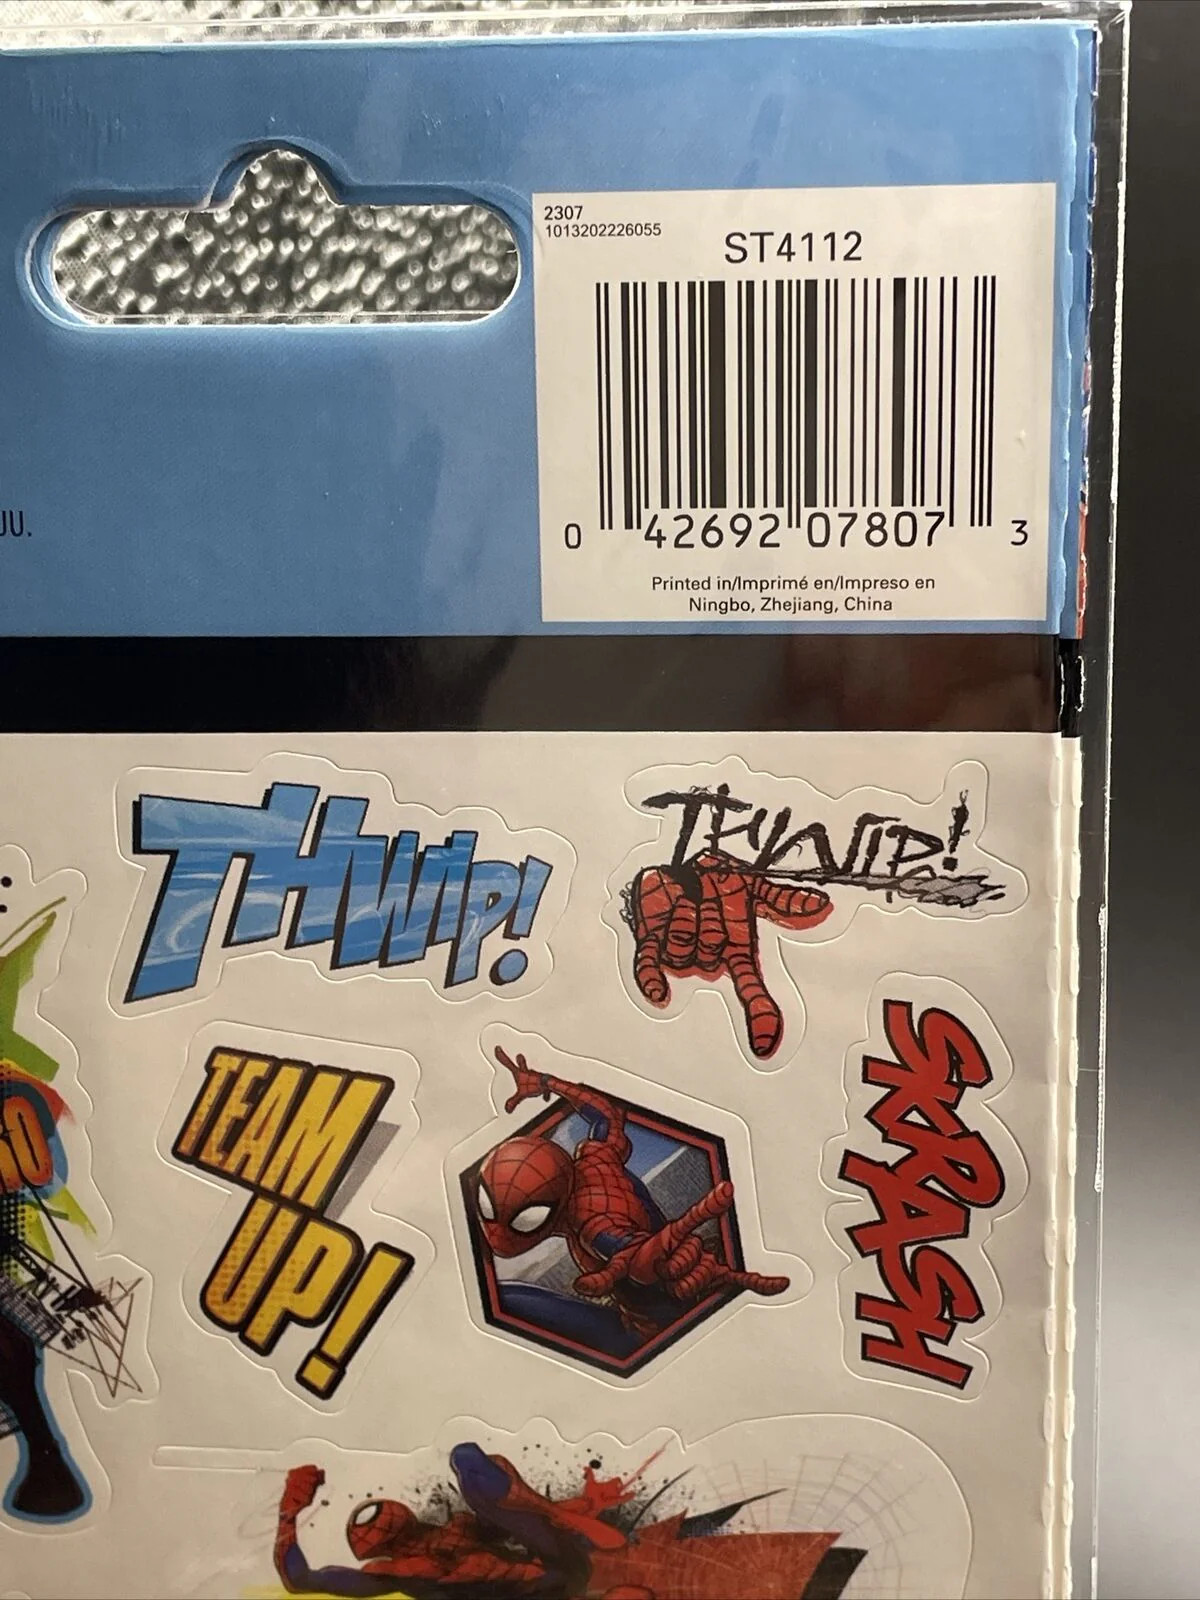 2307
1013202226055
ST4112
UU.
0 42692 07807 3
Printed in/Imprimé en/Impreso en
Ningbo, Zhejiang, China
THWIP!
THWIP!
TEAM
UP!
SKRASH